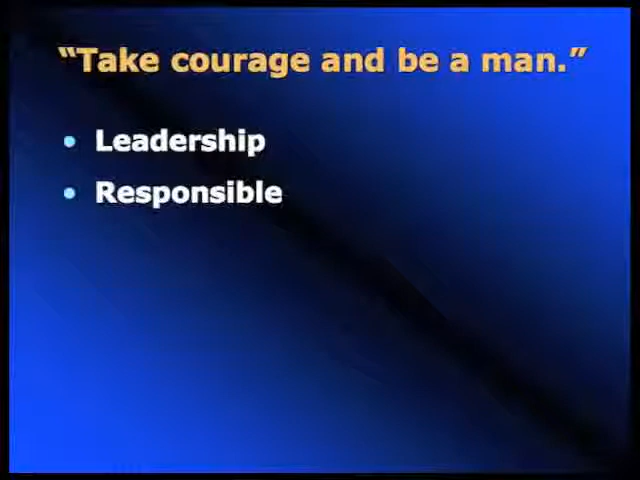 “Take courage and be a man.”
• Leadership
• Responsible